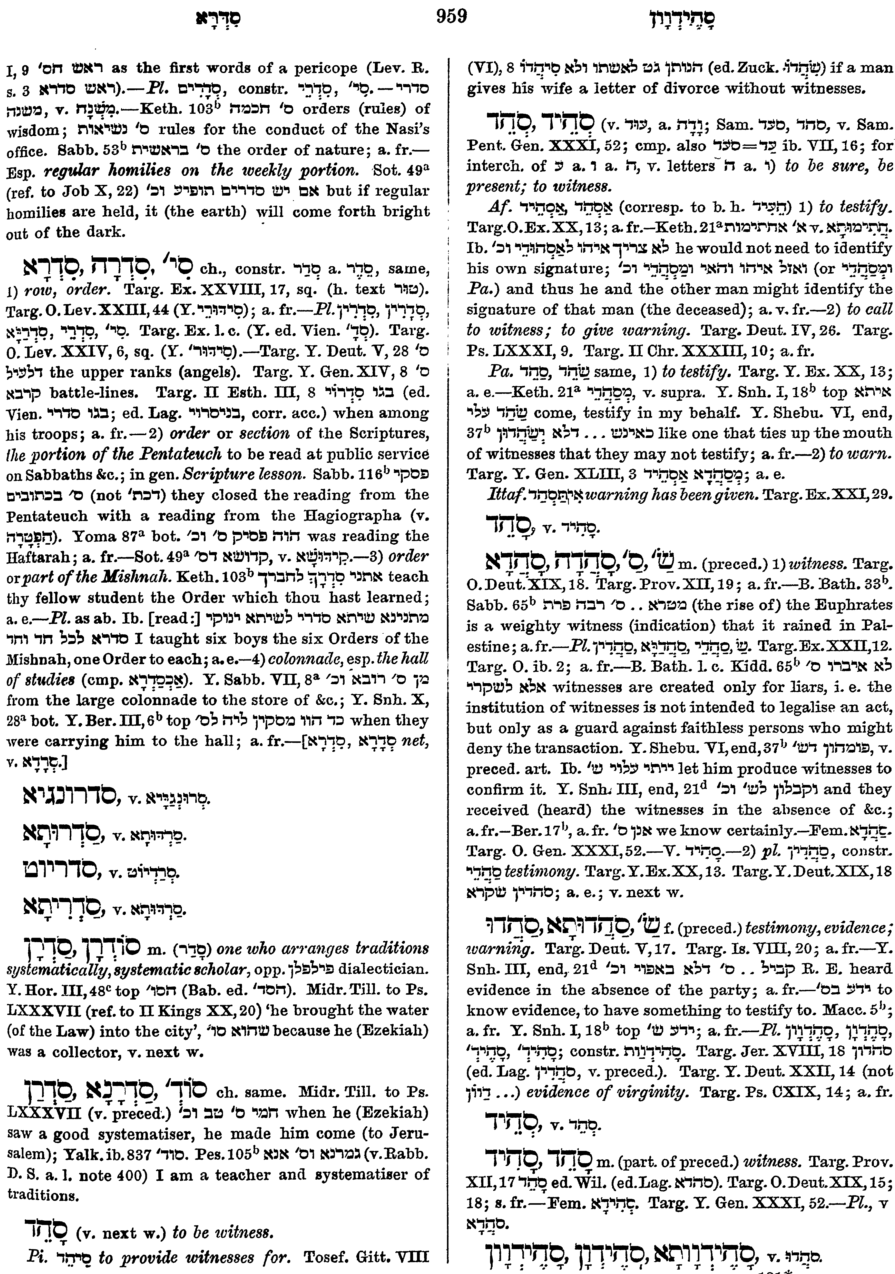 סִדְרָא 959 סָהֲידְוָון
I, 9 ראש חס' as the first words of a pericope (Lev. R.
s. 3 ראש סדרא).—Pl. סְדָרִים, constr. סִדְרֵי, סִי'.—סדרי
משנה, v. מִשְׁנָה.—Keth. 103b ס' חכמה orders (rules) of
wisdom; ס' נשיאות rules for the conduct of the Nasi's
office. Sabb. 53b ס' בראשית the order of nature; a. fr.—
Esp. regular homilies on the weekly portion. Sot. 49a
(ref. to Job X, 22) אם יש סדרים תופיע וכ' but if regular
homilies are held, it (the earth) will come forth bright
out of the dark.
סִדְרָא, סִדְרָה, סִי' ch., constr. סדר a. סֵדֶר, same,
1) row, order. Targ. Ex. XXVIII, 17, sq. (h. text טור).
Targ. O. Lev. XXIII, 44 (Y. סִידּוּרֵי); a. fr.—Pl. סִדְרִין, סִדְרִין,
סִדְרַיָּא, סִדְרֵי, סִי'. Targ. Ex. l. c. (Y. ed. Vien. סְדָ'). Targ.
O. Lev. XXIV, 6, sq. (Y. סִידּוּר').—Targ. Y. Deut. V, 28 ס'
דלעיל the upper ranks (angels). Targ. Y. Gen. XIV, 8 ס'
קרבא battle-lines. Targ. II Esth. III, 8 בגו סִדְרוֹי (ed.
Vien. בגו סדרי; ed. Lag. בניסרוי, corr. acc.) when among
his troops; a. fr.—2) order or section of the Scriptures,
the portion of the Pentateuch to be read at public service
on Sabbaths &c.; in gen. Scripture lesson. Sabb. 116b פסקי
ס' בכתובים (not דכת') they closed the reading from the
Pentateuch with a reading from the Hagiographa (v.
הַפְטָרָה). Yoma 87a bot. הוה פסיק ס' וכ' was reading the
Haftarah; a. fr.—Sot. 49a קדושא דס', v. קִידּוּשָׁא.—3) order
or part of the Mishnah. Keth. 103b אתני סִדְרָךְ לחברך teach
thy fellow student the Order which thou hast learned;
a. e.—Pl. as ab. Ib. [read:] מתנינא שיתא סדרי לשיתא ינוקי
סדרא לכל חד וחד I taught six boys the six Orders of the
Mishnah, one Order to each; a. e.—4) colonnade, esp. the hall
of studies (cmp. אַכְסַדְרָא). Y. Sabb. VII, 8a מן ס' רובא וכ'
from the large colonnade to the store of &c.; Y. Snh. X,
28a bot. Y. Ber. III, 6b top כד הוו מסקין ליה לס' when they
were carrying him to the hall; a. fr.—[סְדָרָא, סְדָרָא net,
v. סְרָדָא.]
סדרונגיא, v. סְרוּנְגַיָּיא.
סַדְרוּתָא, v. סַרְדּוּתָא.
סדריוט, v. סַרְדְּיוֹט.
סַדְרִיתָא, v. סַרְדּוּתָא.
סוֹדְרָן, סַדְרָן m. (סָדַר) one who arranges traditions
systematically, systematic scholar, opp. פילפלן dialectician.
Y. Hor. III, 48c top חסו' (Bab. ed. חסד'). Midr. Till. to Ps.
LXXXVII (ref. to II Kings XX, 20) 'he brought the water
(of the Law) into the city', שחוא סו' because he (Ezekiah)
was a collector, v. next w.
סוֹד', סַדְרָנָא, סַדְרָן ch. same. Midr. Till. to Ps.
LXXXVII (v. preced.) חמי ס' טב וכ' when he (Ezekiah)
saw a good systematiser, he made him come (to Jeru-
salem); Yalk. ib. 837 סוד'. Pes. 105b גמרנא וס' אנא (v. Rabb.
D. S. a. l. note 400) I am a teacher and systematiser of
traditions.
סָהֵד (v. next w.) to be witness.
Pi. סִיהֵד to provide witnesses for. Tosef. Gitt. VIII
(VI), 8 הנותן גט לאשתו ולא סיהדו (ed. Zuck. שִׂהֲדוֹ) if a man
gives his wife a letter of divorce without witnesses.
סְהֵיד, סְהַד (v. עוד, a. וָדָה; Sam. סהד, סעד, v. Sam.
Pent. Gen. XXXI, 52; cmp. also עד=סעד ib. VII, 16; for
interch. of ע a. ו a. ה, v. letters ה a. ו) to be sure, be
present; to witness.
Af. אַסְהֵד, אַסְהֵיד (corresp. to b. h. הֵעִיד) 1) to testify.
Targ. O. Ex. XX, 13; a. fr.—Keth. 21a א' אחתימות v. חֲתִימוּתָא.
Ib. לא צריך איהו לְאַסְהוּדֵי וכ' he would not need to identify
his own signature; ואזל איהו והאי וּמַסְהֲדֵי וכ' (or וּמְסַהֲדֵי
Pa.) and thus he and the other man might identify the
signature of that man (the deceased); a. v. fr.—2) to call
to witness; to give warning. Targ. Deut. IV, 26. Targ.
Ps. LXXXI, 9. Targ. II Chr. XXXIII, 10; a. fr.
Pa. סַהֵד, שַׂהֵד same, 1) to testify. Targ. Y. Ex. XX, 13;
a. e.—Keth. 21a מְסַהֲדֵי, v. supra. Y. Snh. I, 18b top איתא
שַׂהֵד עלוי come, testify in my behalf. Y. Shebu. VI, end,
37b כאינש ... דלא יְשַׂהֲדוּן like one that ties up the mouth
of witnesses that they may not testify; a. fr.—2) to warn.
Targ. Y. Gen. XLIII, 3 מְסַהֲדָא אַסְהֵיד; a. e.
Ittaf. אִיתַּסְהַד warning has been given. Targ. Ex. XXI, 29.
סָהֵד, v. סָהִיד.
שָׂ', ס', סָהֲדָה, סָהֲדָא m. (preced.) 1) witness. Targ.
O. Deut. XIX, 18. Targ. Prov. XII, 19; a. fr.—B. Bath. 33b.
Sabb. 65b מטרא .. ס' רבה פרת (the rise of) the Euphrates
is a weighty witness (indication) that it rained in Pal-
estine; a. fr.—Pl. סָהֲדִין, סָהֲדַיָּא, סָהֲדֵי, שָׂ'. Targ. Ex. XXII, 12.
Targ. O. ib. 2; a. fr.—B. Bath. l. c. Kidd. 65b לא איברו ס'
אלא לשקרי witnesses are created only for liars, i. e. the
institution of witnesses is not intended to legalise an act,
but only as a guard against faithless persons who might
deny the transaction. Y. Shebu. VI, end, 37b פומהון דש', v.
preced. art. Ib. ייתי עלוי ש' let him produce witnesses to
confirm it. Y. Snh. III, end, 21d וקבלון לש' וכ' and they
received (heard) the witnesses in the absence of &c.;
a. fr.—Ber. 17b, a. fr. אנן ס' we know certainly.—Fem. סָהֲדָא.
Targ. O. Gen. XXXI, 52.—V. סָהִיד.—2) pl. סָהֲדִין, constr.
סָהֲדֵי testimony. Targ. Y. Ex. XX, 13. Targ. Y. Deut. XIX, 18
סהדין שקרא; a. e.; v. next w.
שָׂ', סָהֲדוּתָא, סָהֲדוּ f. (preced.) testimony, evidence;
warning. Targ. Deut. V, 17. Targ. Is. VIII, 20; a. fr.—Y.
Snh. III, end, 21d קביל .. ס' דלא באפוי וכ' R. E. heard
evidence in the absence of the party; a. fr.—ידע בס' to
know evidence, to have something to testify to. Macc. 5b;
a. fr. Y. Snh. I, 18b top ידע ש'; a. fr.—Pl. סָהֲדְוָון, סָהֲדְוָן,
סָהִידְ', סָהֵידְ'; constr. סָהִידְוַת. Targ. Jer. XVIII, 18 סהדון
(ed. Lag. סהדין, v. preced.). Targ. Y. Deut. XXII, 14 (not
...דְוֹון) evidence of virginity. Targ. Ps. CXIX, 14; a. fr.
סָהֵיד, v. סָהֵד.
סָהֵד, סָהִיד m. (part. of preced.) witness. Targ. Prov.
XII, 17 סָהֵד ed. Wil. (ed. Lag. סהדא). Targ. O. Deut. XIX, 15;
18; s. fr.—Fem. סָהִידָא. Targ. Y. Gen. XXXI, 52.—Pl., v
סָהֲדָא.
סָהֵידְוָותָא, סָהֵידְוָן, סָהֵידְוָון, v. סהדו.